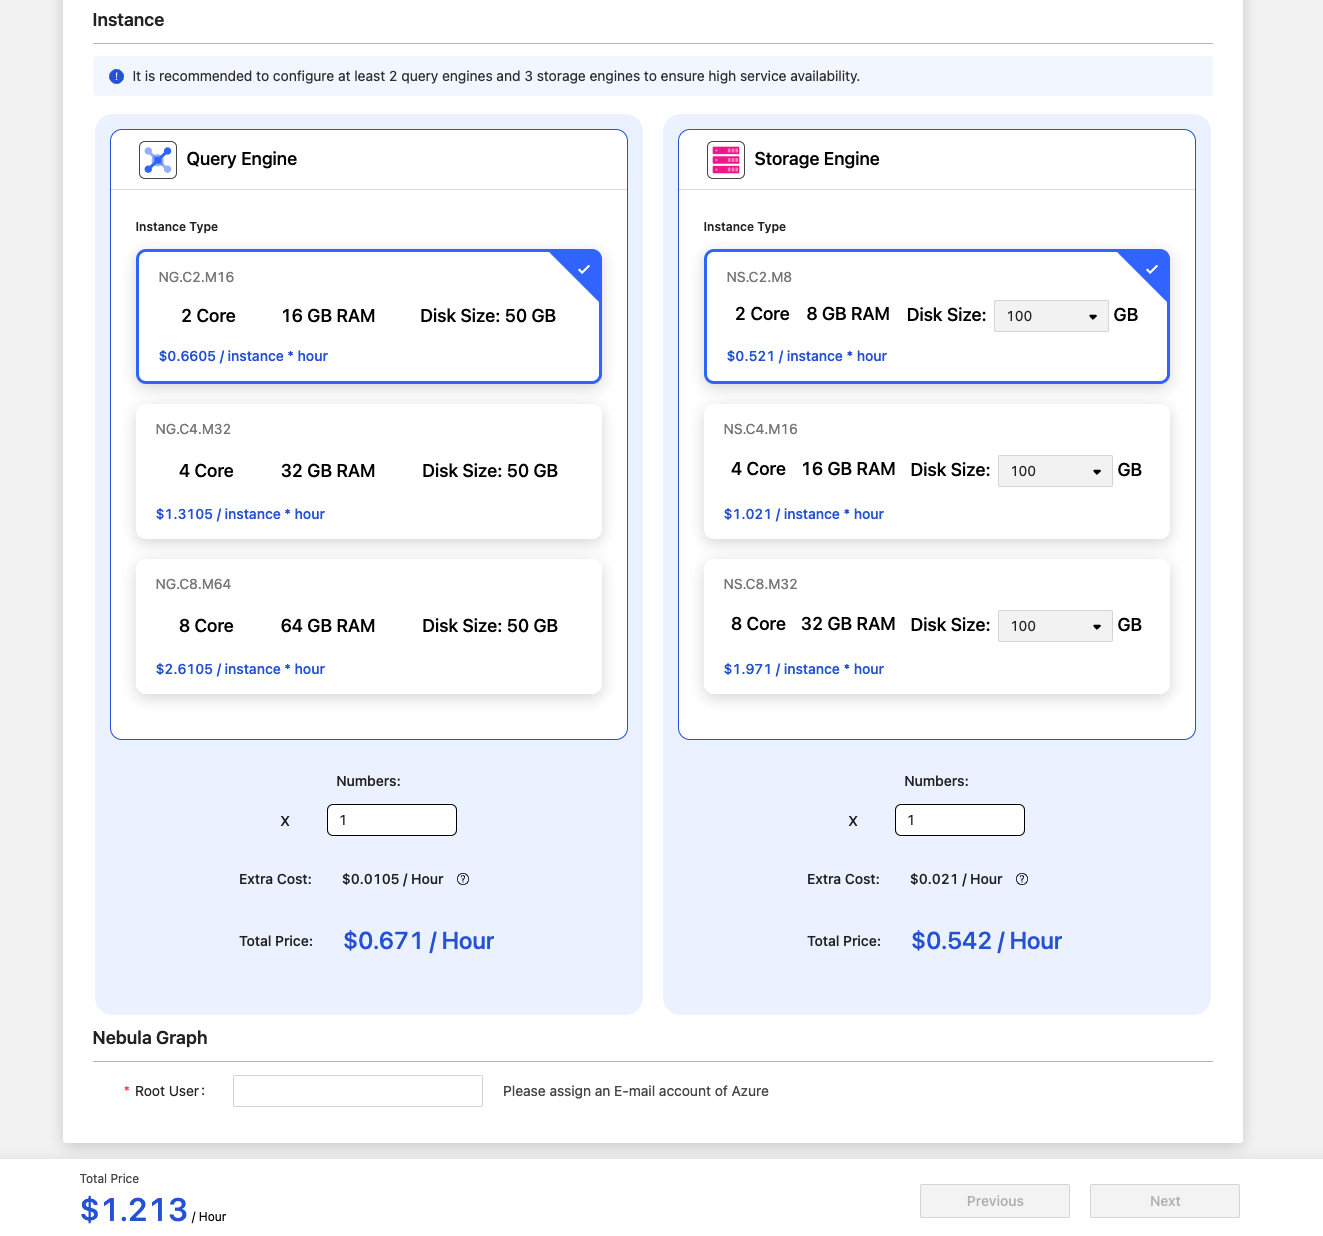 Instance
It is recommended to configure at least 2 query engines and 3 storage engines to ensure high service availability.
Query Engine
Instance Type
NG.C2.M16
2 Core 16 GB RAM Disk Size: 50 GB
$0.6605 / instance * hour
NG.C4.M32
4 Core 32 GB RAM Disk Size: 50 GB
$1.3105 / instance * hour
NG.C8.M64
8 Core 64 GB RAM Disk Size: 50 GB
$2.6105 / instance * hour
Numbers:
x 1
Extra Cost: $0.0105 / Hour
Total Price: $0.671 / Hour
Storage Engine
Instance Type
NS.C2.M8
2 Core 8 GB RAM Disk Size: 100 GB
$0.521 / instance * hour
NS.C4.M16
4 Core 16 GB RAM Disk Size: 100 GB
$1.021 / instance * hour
NS.C8.M32
8 Core 32 GB RAM Disk Size: 100 GB
$1.971 / instance * hour
Numbers:
x 1
Extra Cost: $0.021 / Hour
Total Price: $0.542 / Hour
Nebula Graph
* Root User: Please assign an E-mail account of Azure
Total Price
$1.213 / Hour
Previous Next